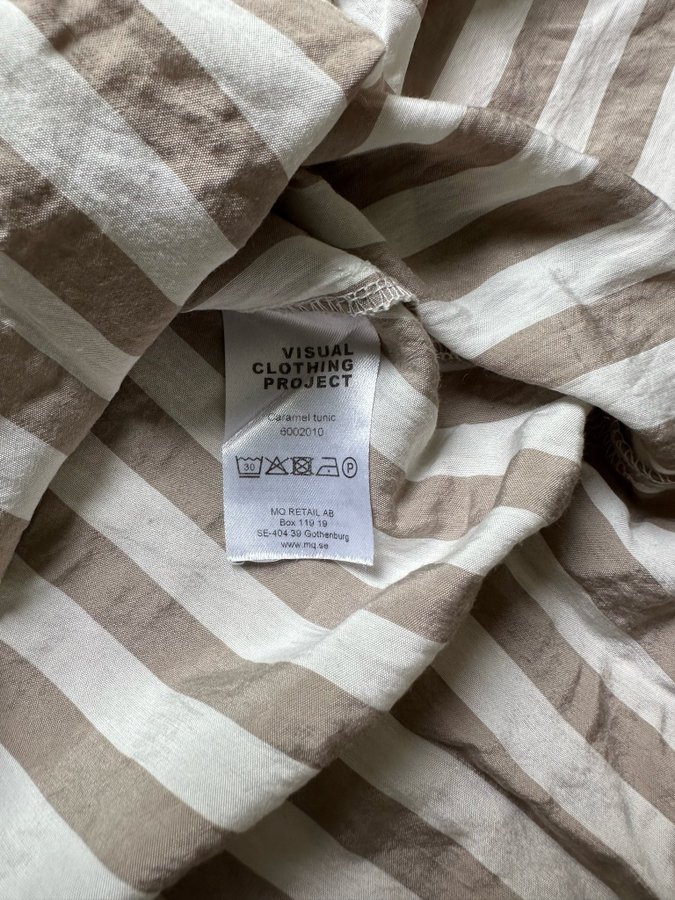 VISUAL
CLOTHING
PROJECT
Caramel tunic
6002010
30 P
MQ RETAIL AB
Box 119 19
SE-404 39 Gothenburg
www.mq.se